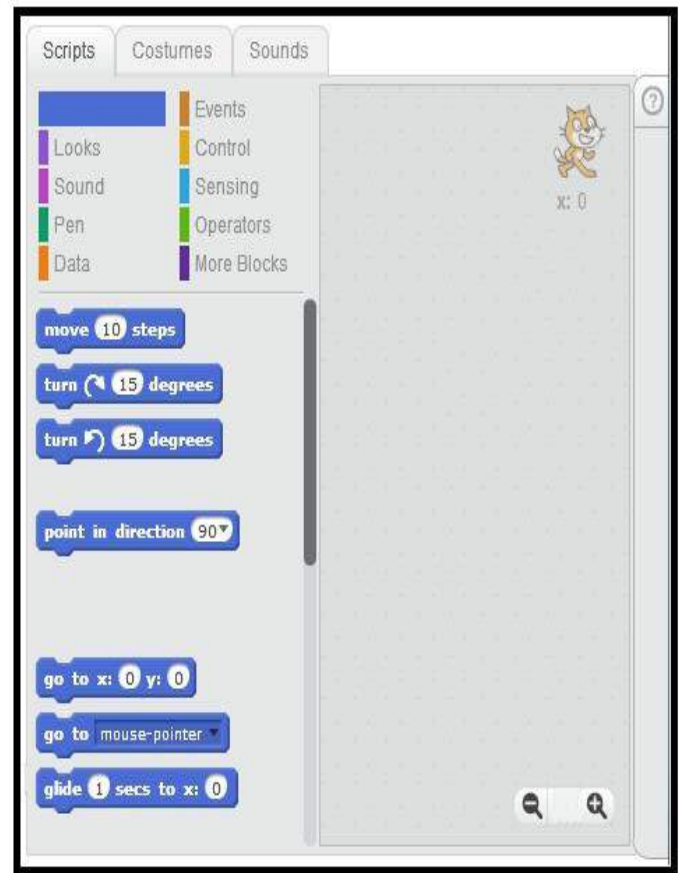 Scripts Costumes Sounds
Events
Looks Control
Sound Sensing
Pen Operators
Data More Blocks
x: 0
move 10 steps
turn 15 degrees
turn 15 degrees
point in direction 90
go to x: 0 y: 0
go to mouse-pointer
glide 1 secs to x: 0
?